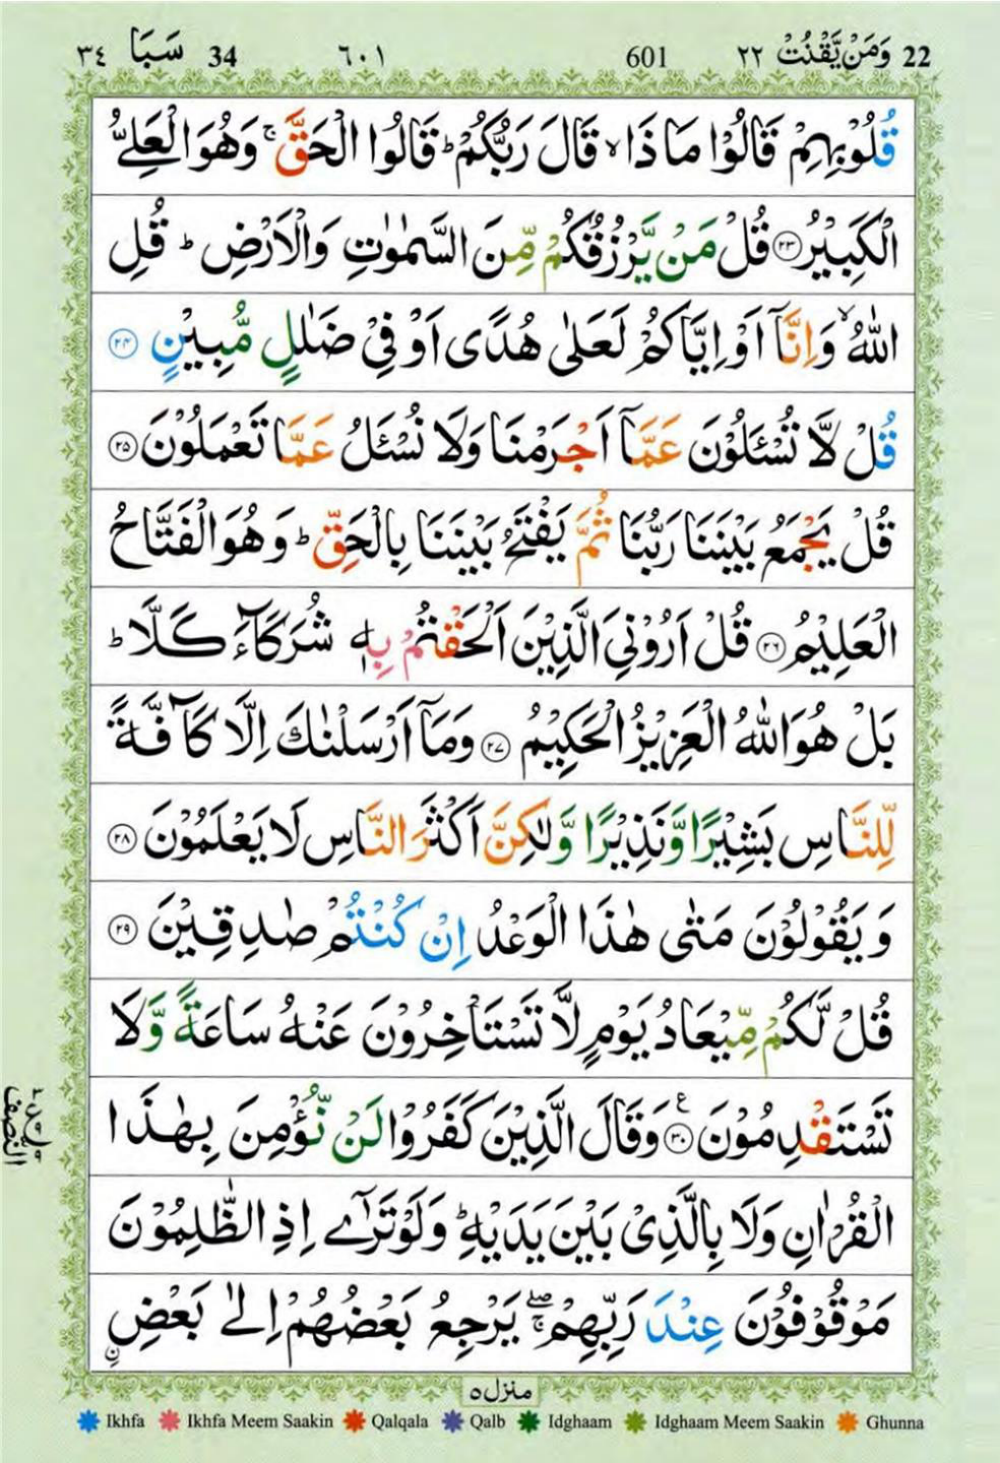 22 وَمَنْ يَّقْنُتْ ٢٢ 601 ٦٠١ 34 سَبَا ٣٤
قُلُوْبِهِمْ قَالُوْا مَاذَا ۙ قَالَ رَبُّكُمْ ؕ قَالُوا الْحَقَّ ۚ وَهُوَ الْعَلِيُّ
الْكَبِيْرُ ﴿٢٣﴾ قُلْ مَنْ يَّرْزُقُكُمْ مِّنَ السَّمٰوٰتِ وَالْاَرْضِ ؕ قُلِ
اللّٰهُ ۙ وَاِنَّاۤ اَوْ اِيَّاكُمْ لَعَلٰى هُدًى اَوْ فِيْ ضَلٰلٍ مُّبِيْنٍ ﴿٢٤﴾
قُلْ لَّا تُسْـَٔلُوْنَ عَمَّاۤ اَجْرَمْنَا وَلَا نُسْـَٔلُ عَمَّا تَعْمَلُوْنَ ﴿٢٥﴾
قُلْ يَجْمَعُ بَيْنَنَا رَبُّنَا ثُمَّ يَفْتَحُ بَيْنَنَا بِالْحَقِّ ؕ وَهُوَ الْفَتَّاحُ
الْعَلِيْمُ ﴿٢٦﴾ قُلْ اَرُوْنِيَ الَّذِيْنَ اَلْحَقْتُمْ بِهٖ شُرَكَآءَ كَلَّا ؕ
بَلْ هُوَ اللّٰهُ الْعَزِيْزُ الْحَكِيْمُ ﴿٢٧﴾ وَمَاۤ اَرْسَلْنٰكَ اِلَّا كَآفَّةً
لِّلنَّاسِ بَشِيْرًا وَّنَذِيْرًا وَّلٰكِنَّ اَكْثَرَ النَّاسِ لَا يَعْلَمُوْنَ ﴿٢٨﴾
وَيَقُوْلُوْنَ مَتٰى هٰذَا الْوَعْدُ اِنْ كُنْتُمْ صٰدِقِيْنَ ﴿٢٩﴾
قُلْ لَّكُمْ مِّيْعَادُ يَوْمٍ لَّا تَسْتَاْخِرُوْنَ عَنْهُ سَاعَةً وَّلَا
تَسْتَقْدِمُوْنَ ﴿٣٠﴾ ع وَقَالَ الَّذِيْنَ كَفَرُوْا لَنْ نُّؤْمِنَ بِهٰذَا
الْقُرْاٰنِ وَلَا بِالَّذِيْ بَيْنَ يَدَيْهِ ؕ وَلَوْ تَرٰۤى اِذِ الظّٰلِمُوْنَ
مَوْقُوْفُوْنَ عِنْدَ رَبِّهِمْ ۖۚ يَرْجِعُ بَعْضُهُمْ اِلٰى بَعْضِ ن
منزل ٥
النصف
Ikhfa Ikhfa Meem Saakin Qalqala Qalb Idghaam Idghaam Meem Saakin Ghunna